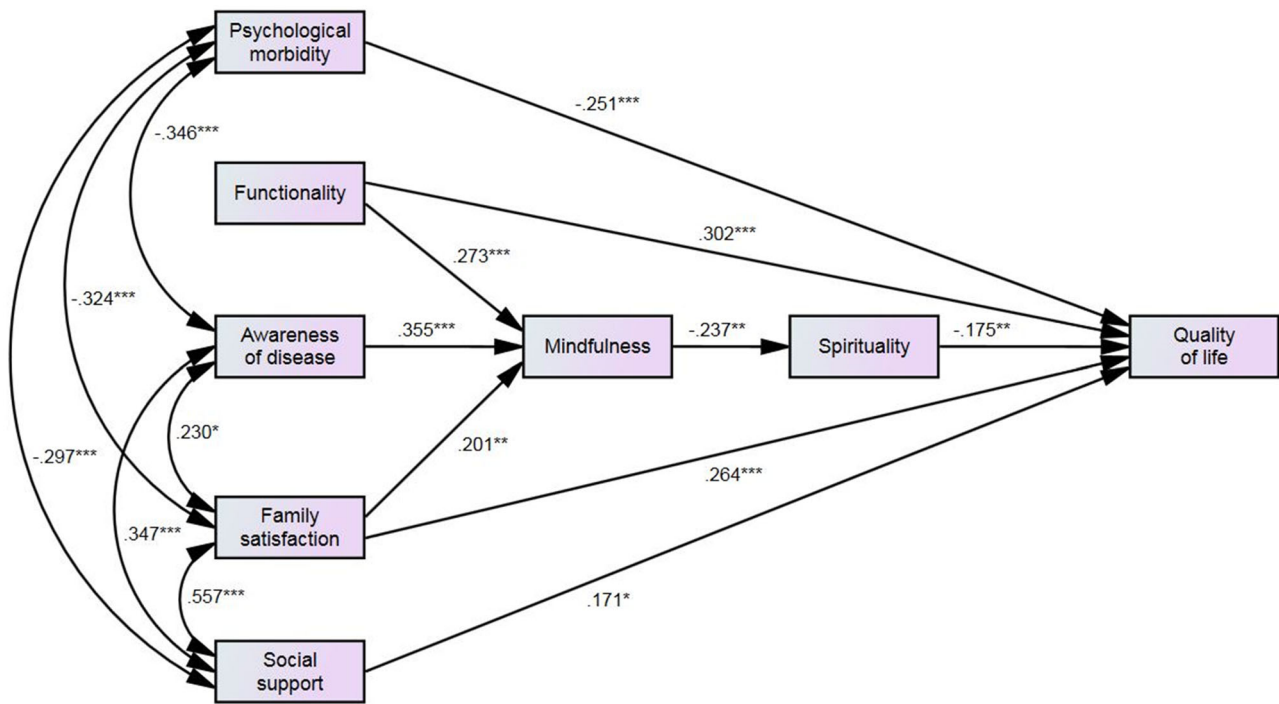 Psychological
morbidity
-.251***
-.346***
Functionality
.302***
.273***
-.324***
Awareness
of disease
.355***
Mindfulness
-.237**
Spirituality
-.175**
Quality
of life
.230*
.201**
-.297***
.264***
Family
satisfaction
.347***
.557***
.171*
Social
support